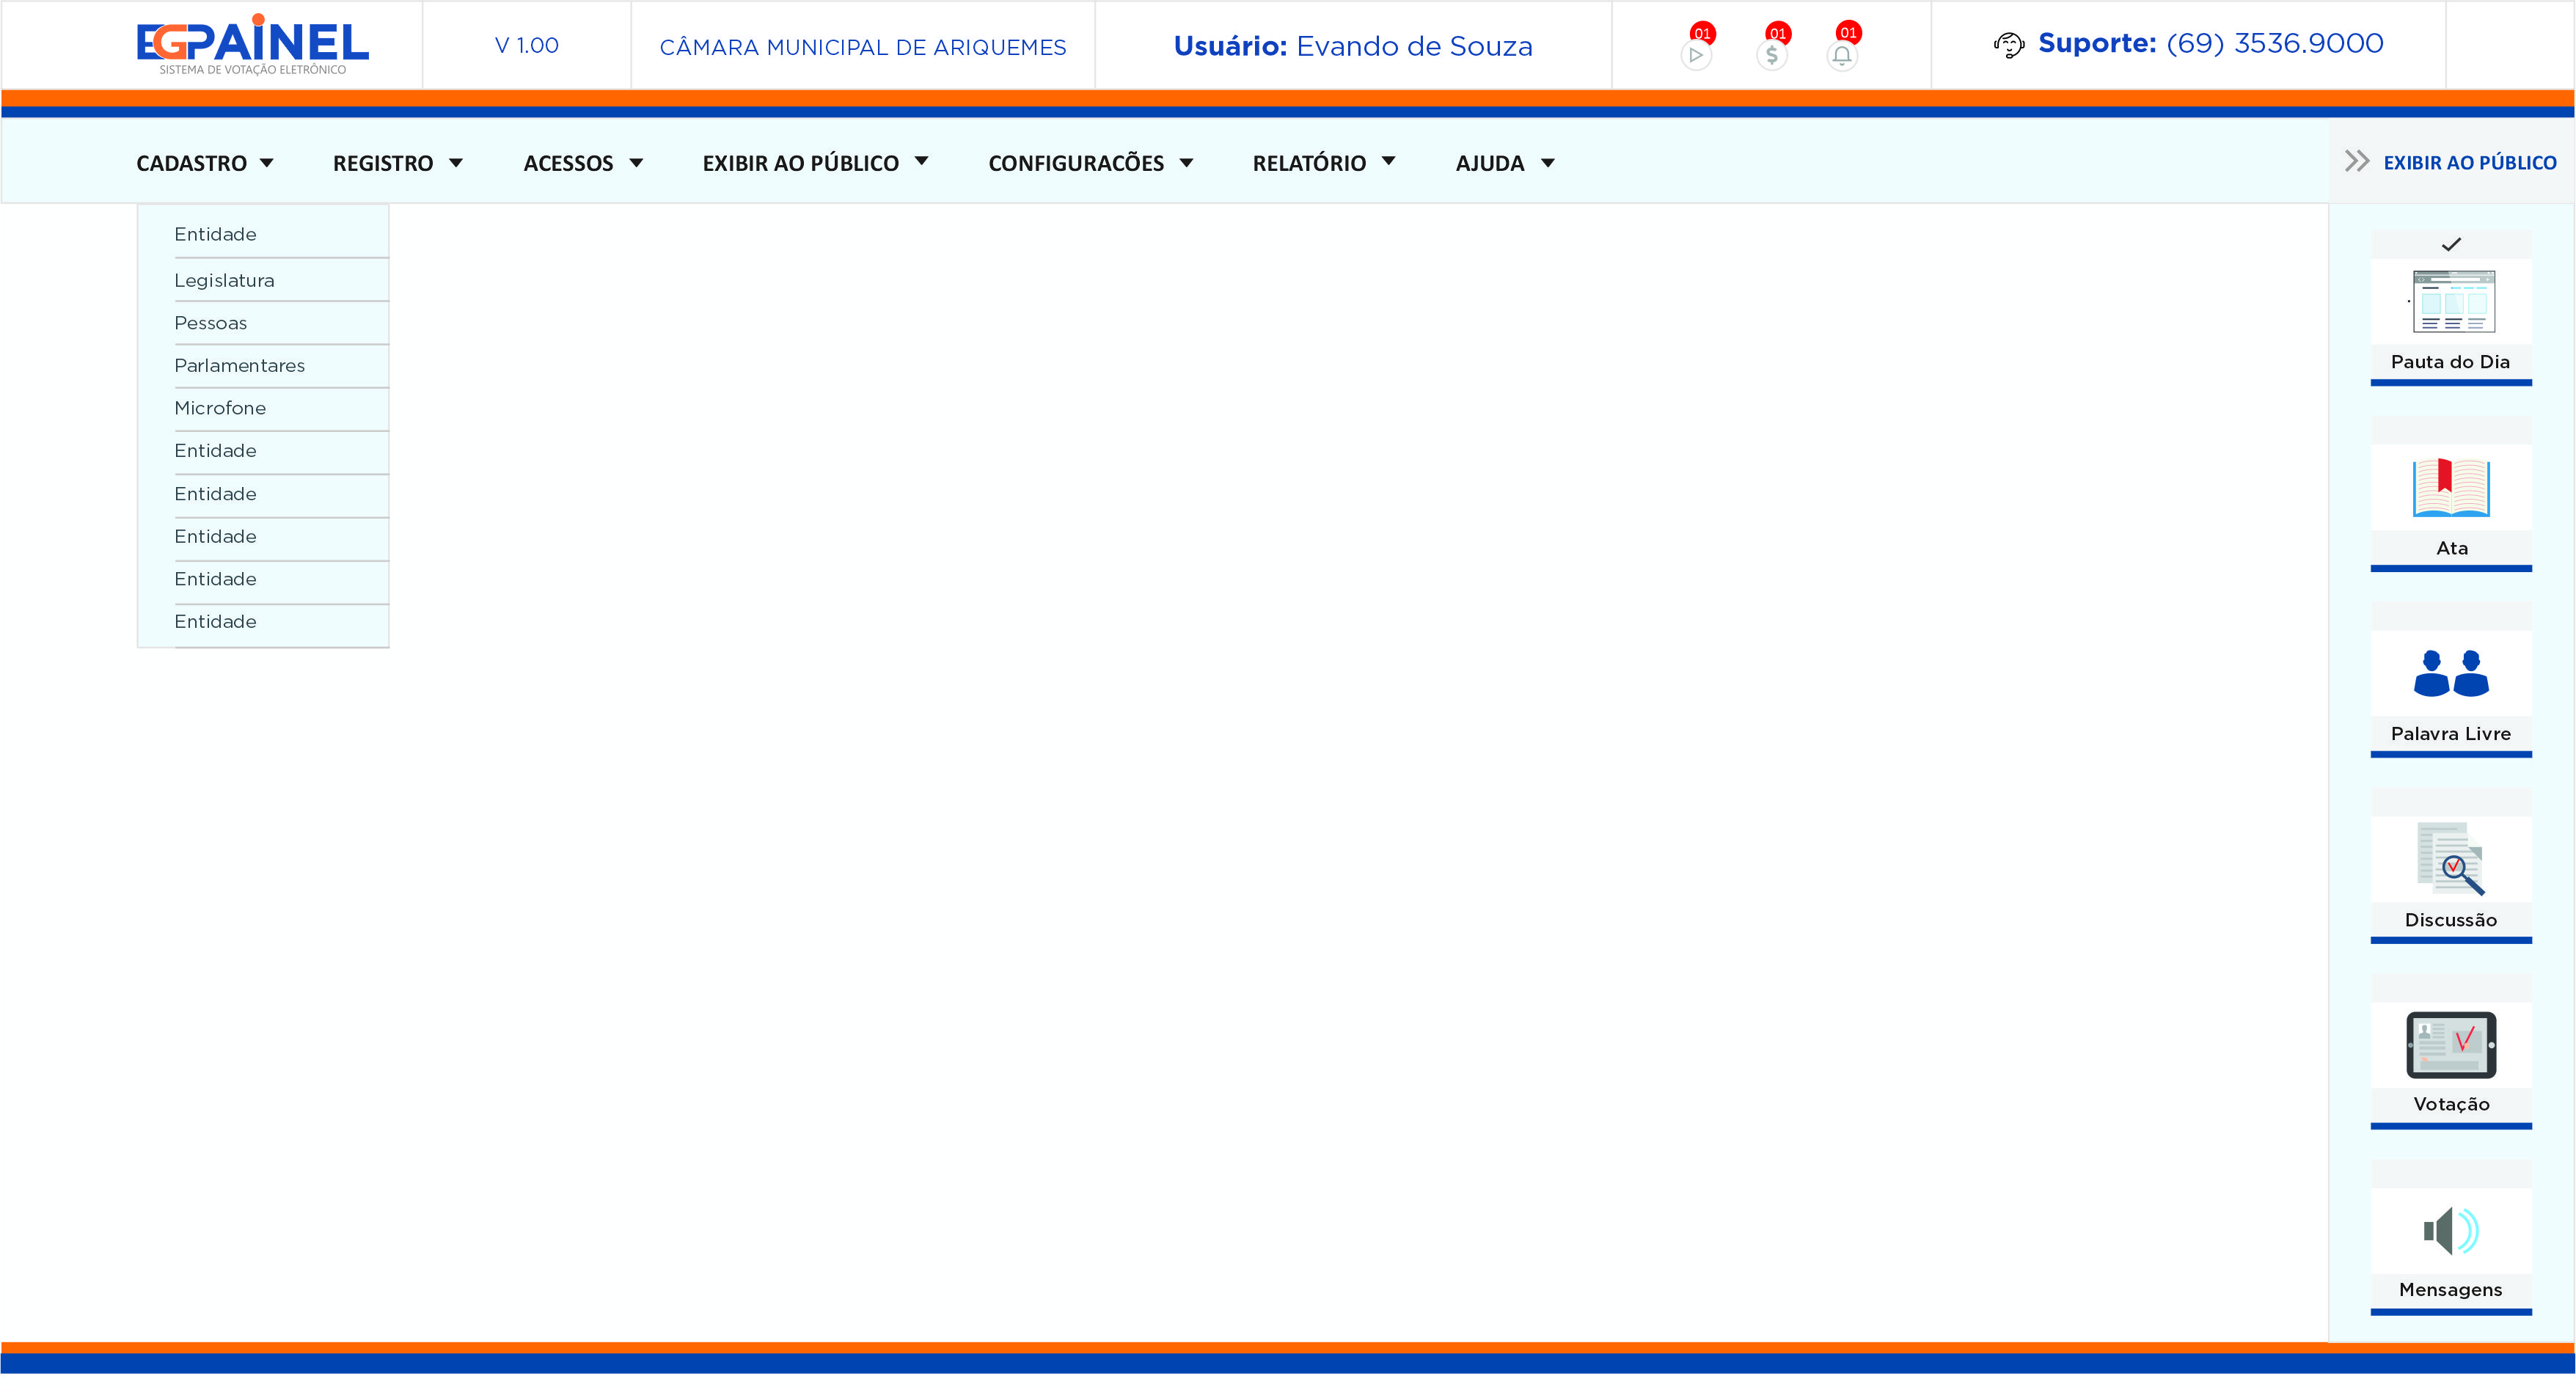 EGPAINEL
SISTEMA DE VOTAÇÃO ELETRÔNICO
V 1.00
CÂMARA MUNICIPAL DE ARIQUEMES
Usuário: Evando de Souza
01
01
01
Suporte: (69) 3536.9000
CADASTRO
REGISTRO
ACESSOS
EXIBIR AO PÚBLICO
CONFIGURACÕES
RELATÓRIO
AJUDA
EXIBIR AO PÚBLICO
Entidade
Legislatura
Pessoas
Parlamentares
Microfone
Entidade
Entidade
Entidade
Entidade
Entidade
Pauta do Dia
Ata
Palavra Livre
Discussão
Votação
Mensagens